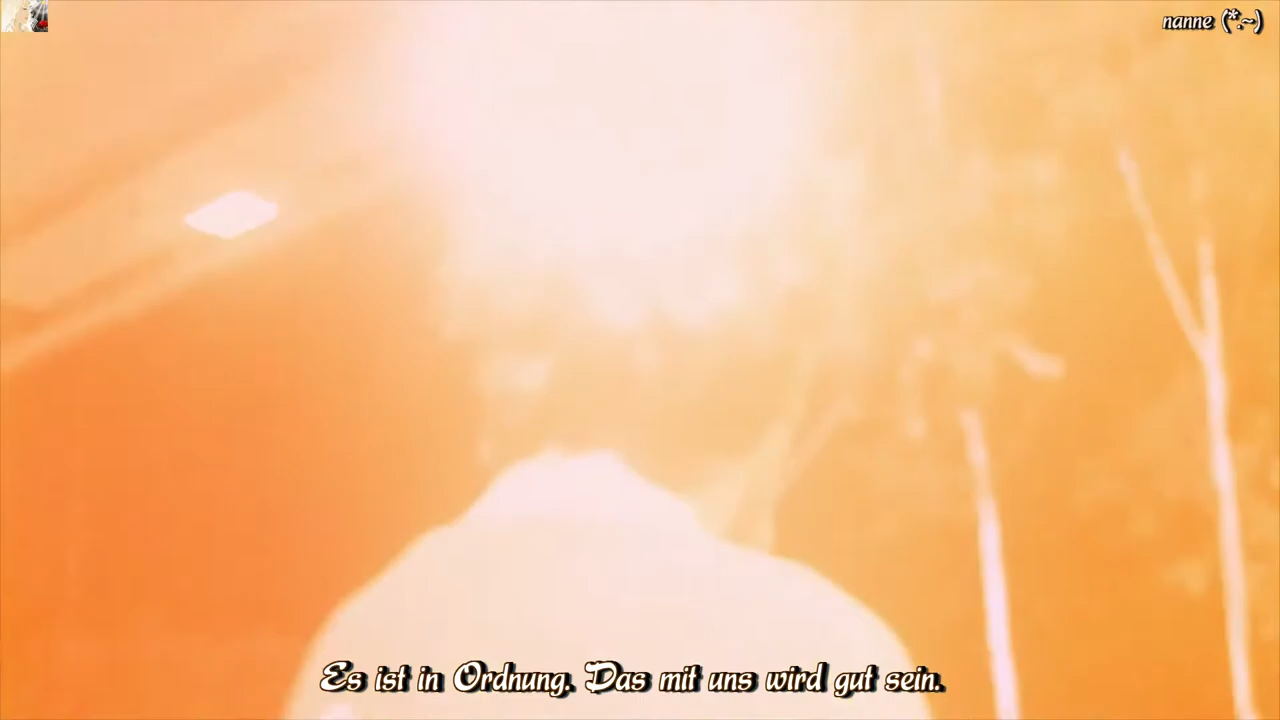 nanne (*.~)
Es ist in Ordnung. Das mit uns wird gut sein.